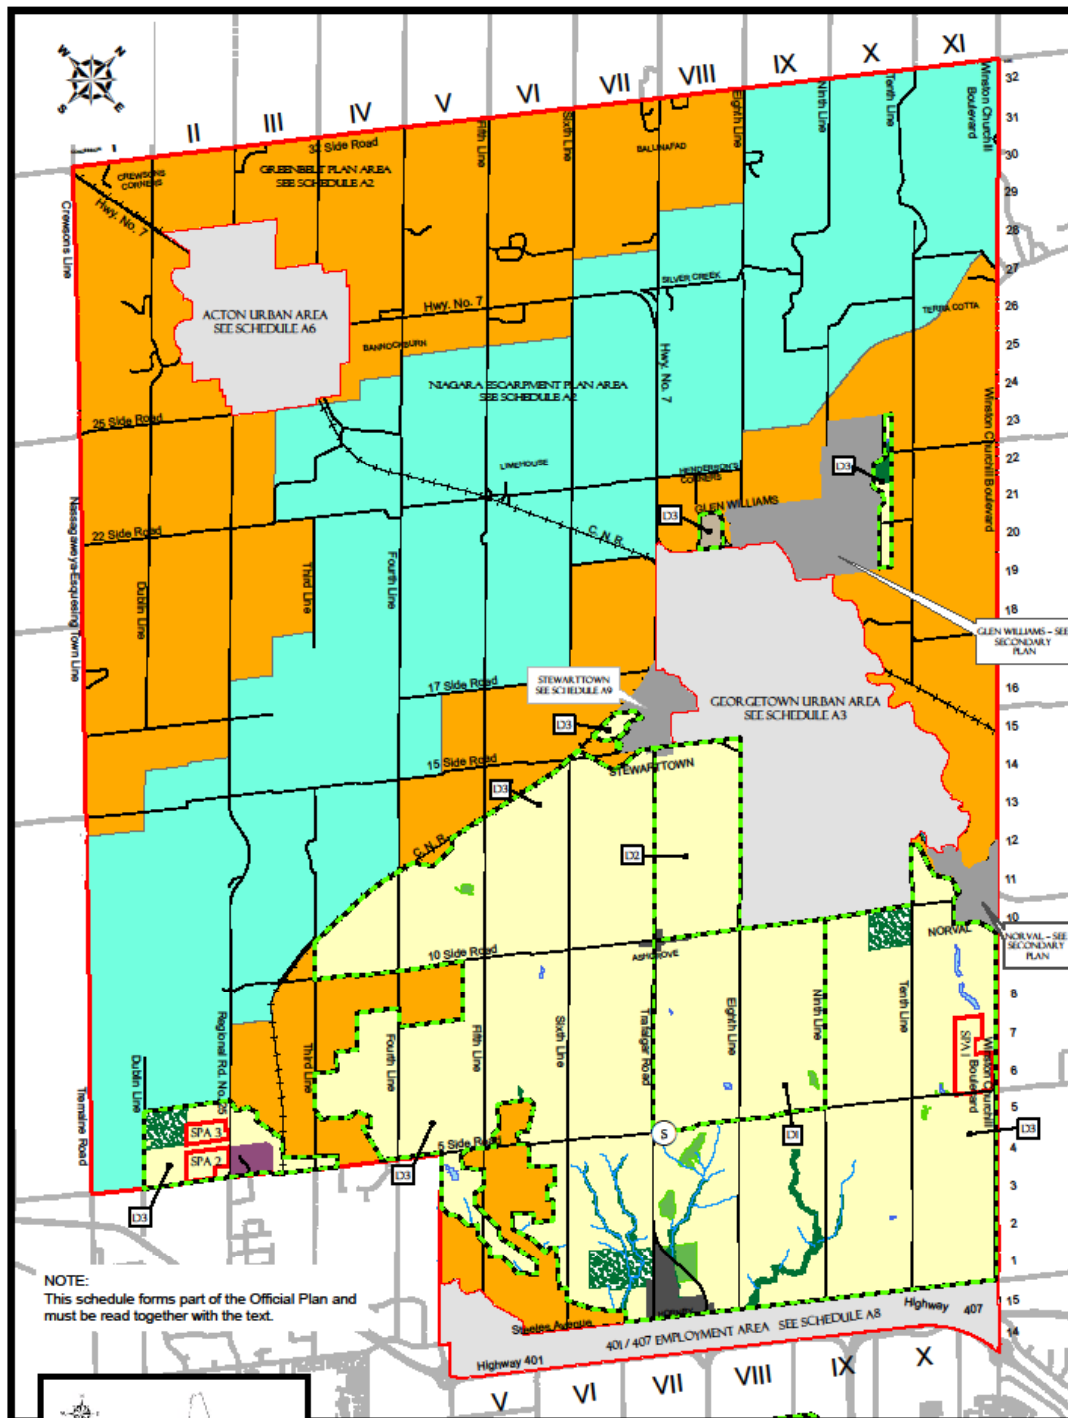 W
N
S
E
I
II
III
IV
V
VI
VII
VIII
IX
X
XI
32
31
30
29
28
27
26
25
24
23
22
21
20
19
18
16
15
14
13
12
11
10
8
7
6
5
4
3
2
1
15
14
Winston Churchill
Boulevard
Tenth Line
Ninth Line
Eighth Line
Sixth Line
Fifth Line
32 Side Road
BALLINAFAD
GREENBELT PLAN AREA
SEE SCHEDULE A2
CREWSONS
CORNERS
Hwy. No. 7
Crewsons Line
SILVER CREEK
Hwy. No. 7
TERRA COTTA
ACTON URBAN AREA
SEE SCHEDULE A6
BANNOCKBURN
Hwy. No. 7
NIAGARA ESCARPMENT PLAN AREA
SEE SCHEDULE A2
Winston Churchill Boulevard
25 Side Road
LIMEHOUSE
HENDERSON'S
CORNERS
D3
GLEN WILLIAMS
D3
Nassagaweya-Esquesing Town Line
22 Side Road
C.N.R.
Fourth Line
Third Line
Dublin Line
GLEN WILLIAMS - SEE
SECONDARY
PLAN
17 Side Road
STEWARTTOWN
SEE SCHEDULE A9
GEORGETOWN URBAN AREA
SEE SCHEDULE A3
D3
15 Side Road
STEWARTTOWN
D3
C.N.R.
D2
NORVAL
NORVAL - SEE
SECONDARY
PLAN
10 Side Road
ASHGROVE
Tenth Line
Ninth Line
Eighth Line
Trafalgar Road
Sixth Line
Fifth Line
Fourth Line
Third Line
Regional Rd. No. 25
Dublin Line
Tremaine Road
SPA 1
Winston Churchill
Boulevard
SPA 3
SPA 2
5 Side Road
S
D1
D3
D3
D3
HORNBY
Steeles Avenue
401 / 407 EMPLOYMENT AREA SEE SCHEDULE A8
Highway 407
Highway 401
NOTE:
This schedule forms part of the Official Plan and
must be read together with the text.
V
VI
VII
VIII
IX
X